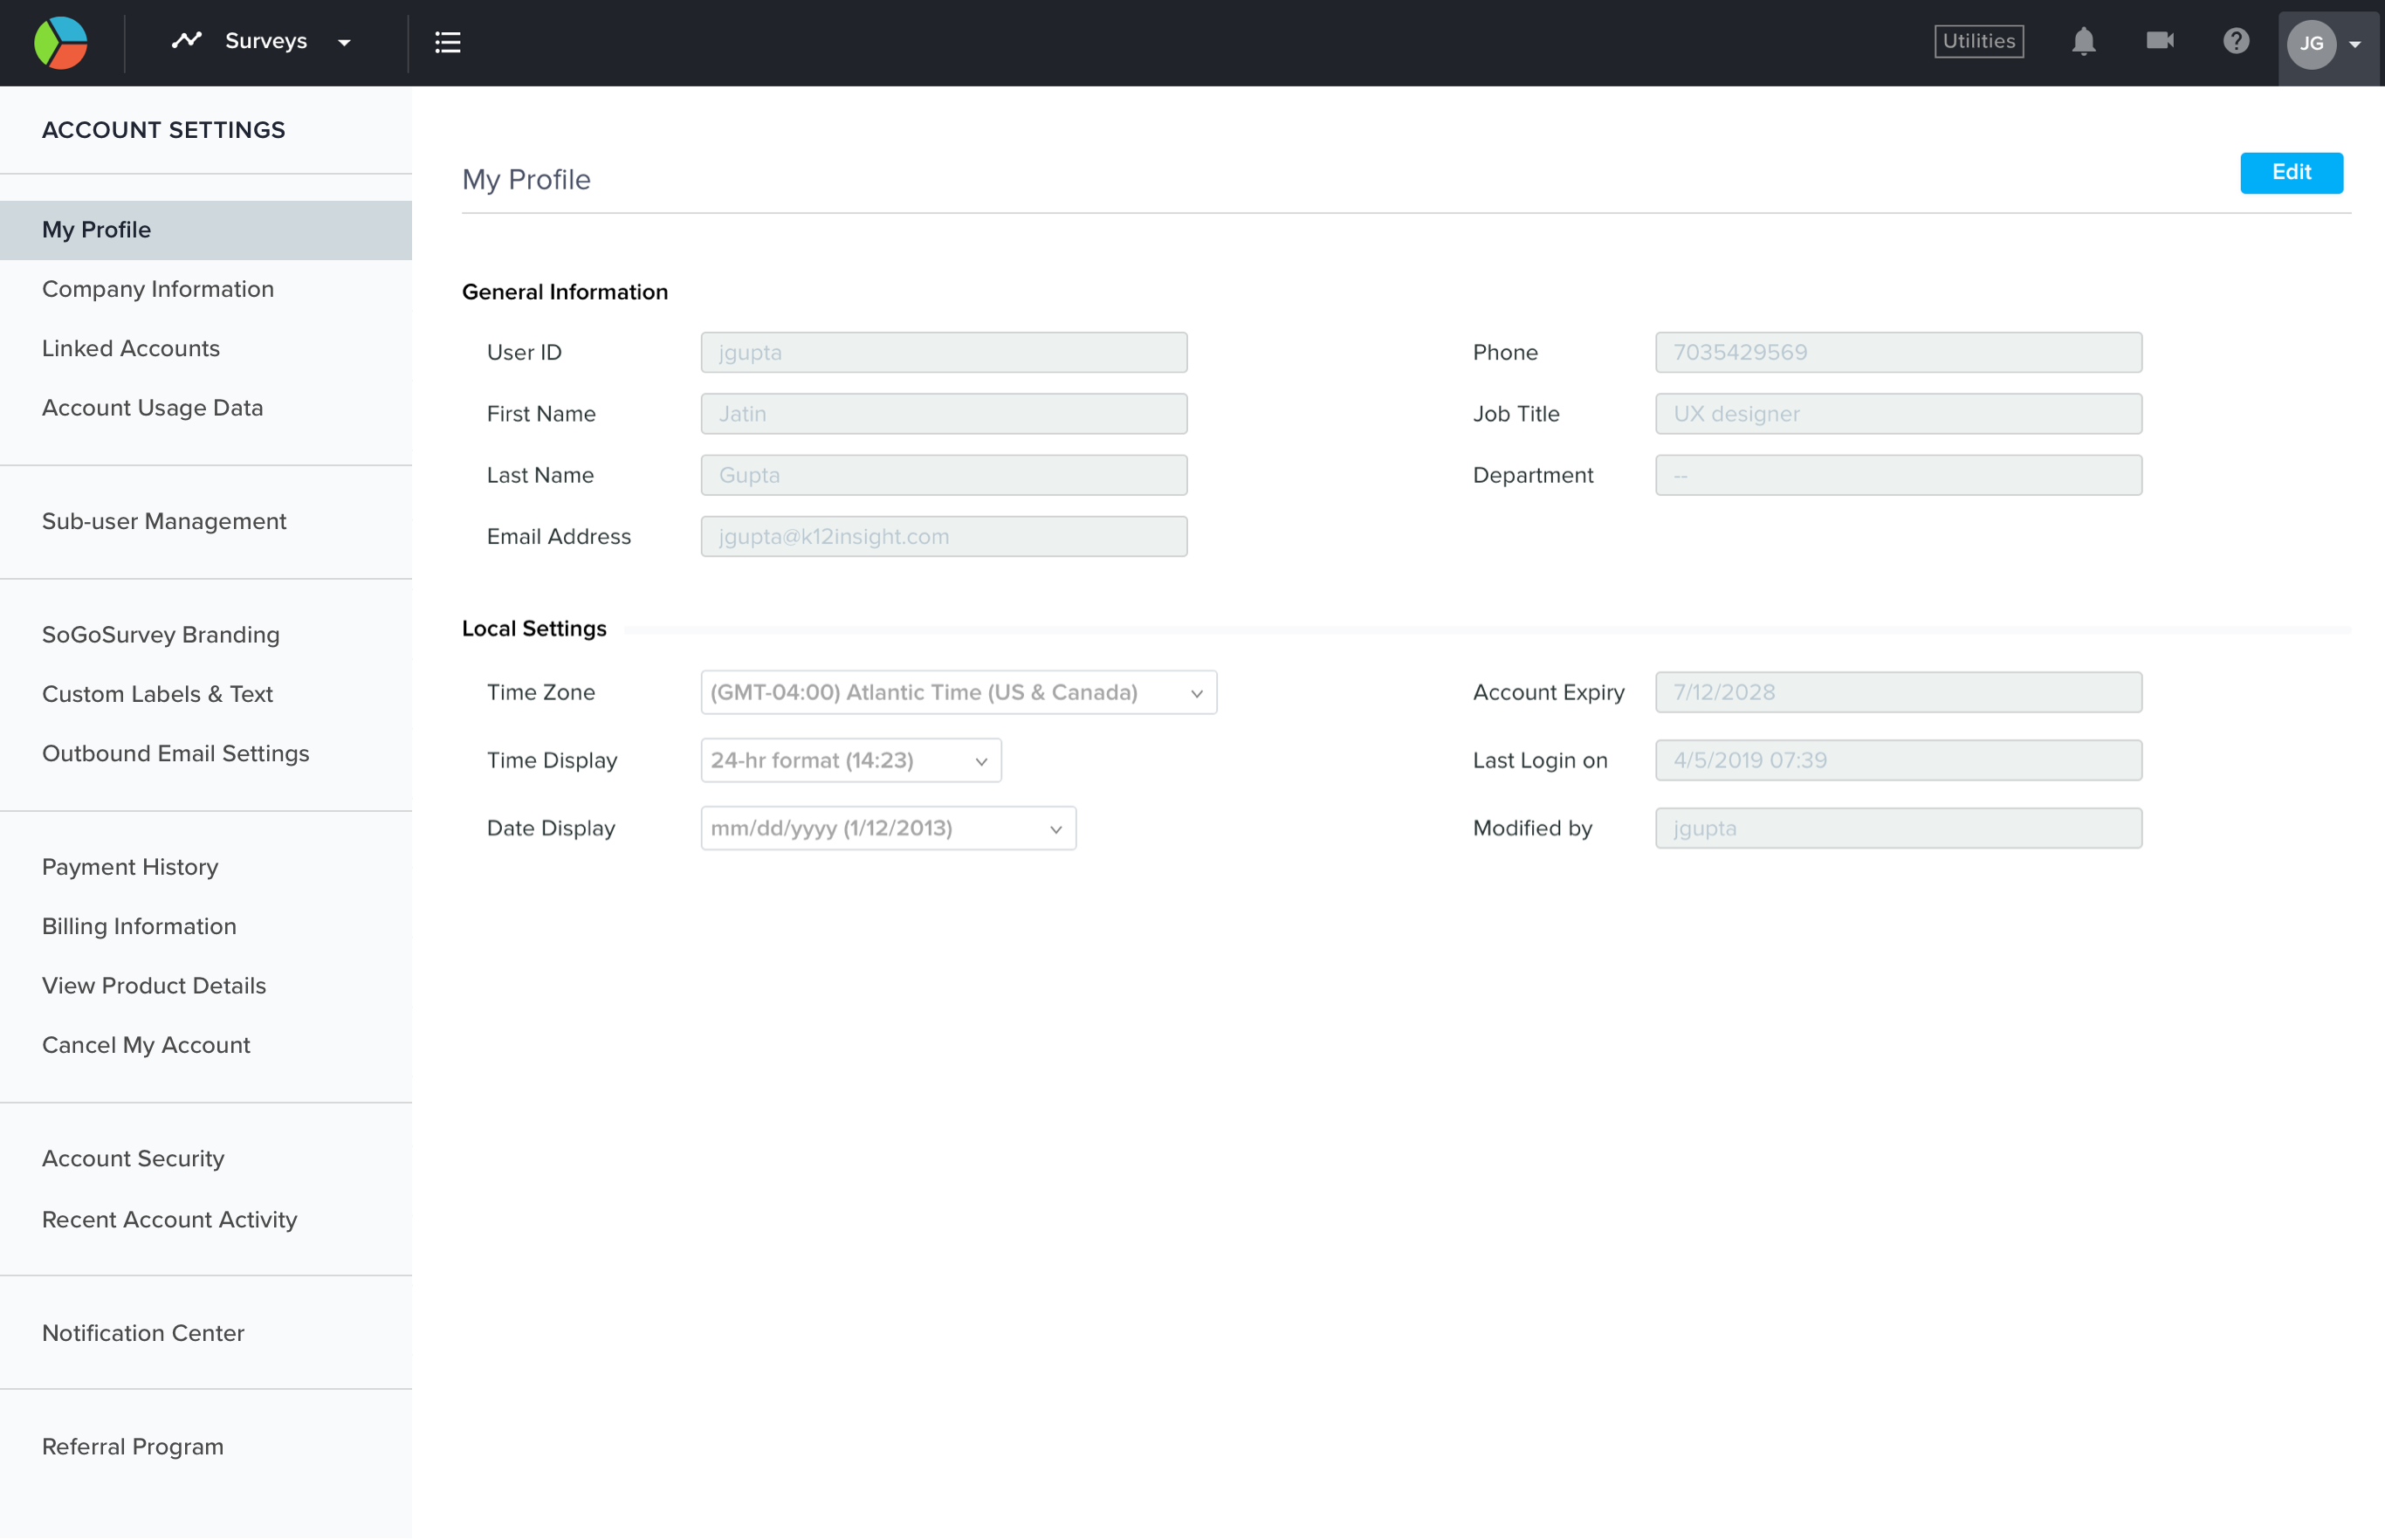 Surveys
Utilities
JG
ACCOUNT SETTINGS
My Profile
Company Information
Linked Accounts
Account Usage Data
Sub-user Management
SoGoSurvey Branding
Custom Labels & Text
Outbound Email Settings
Payment History
Billing Information
View Product Details
Cancel My Account
Account Security
Recent Account Activity
Notification Center
Referral Program
My Profile
Edit
General Information
User ID jgupta
First Name Jatin
Last Name Gupta
Email Address jgupta@k12insight.com
Phone 7035429569
Job Title UX designer
Department --
Local Settings
Time Zone (GMT-04:00) Atlantic Time (US & Canada)
Time Display 24-hr format (14:23)
Date Display mm/dd/yyyy (1/12/2013)
Account Expiry 7/12/2028
Last Login on 4/5/2019 07:39
Modified by jgupta